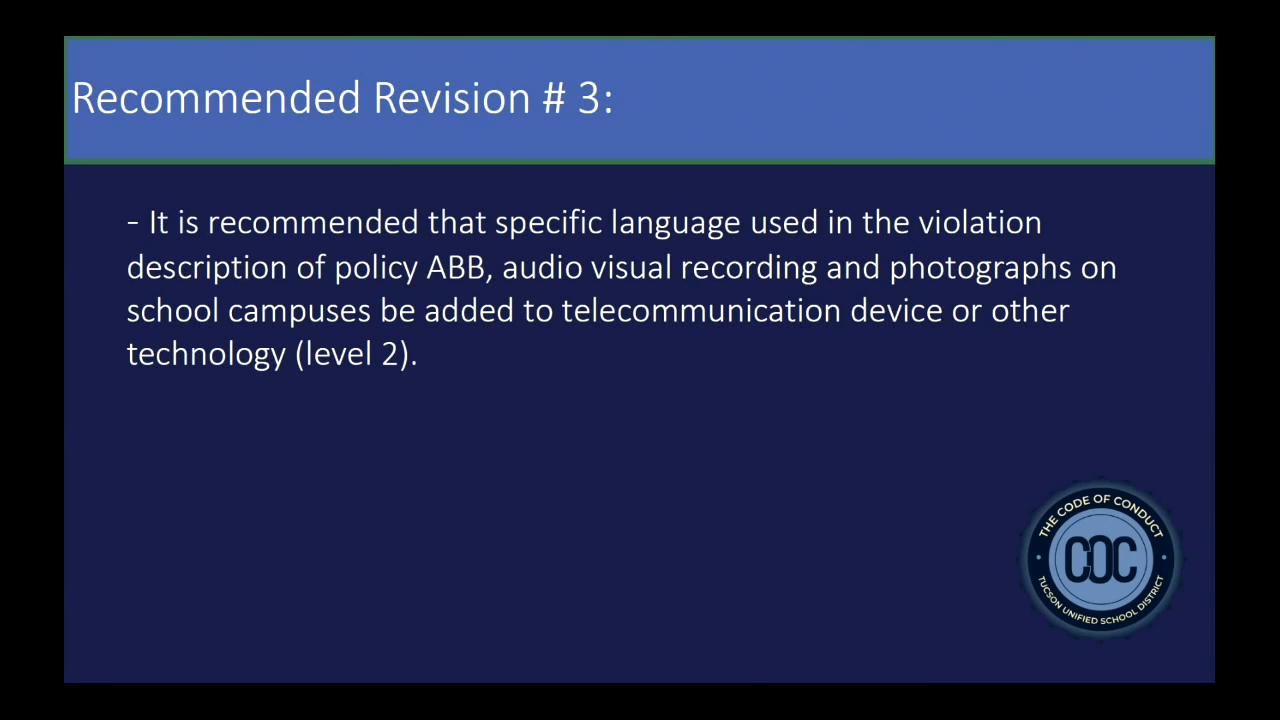 Recommended Revision # 3:
- It is recommended that specific language used in the violation
description of policy ABB, audio visual recording and photographs on
school campuses be added to telecommunication device or other
technology (level 2).
THE CODE OF CONDUCT
COC
TUCSON UNIFIED SCHOOL DISTRICT